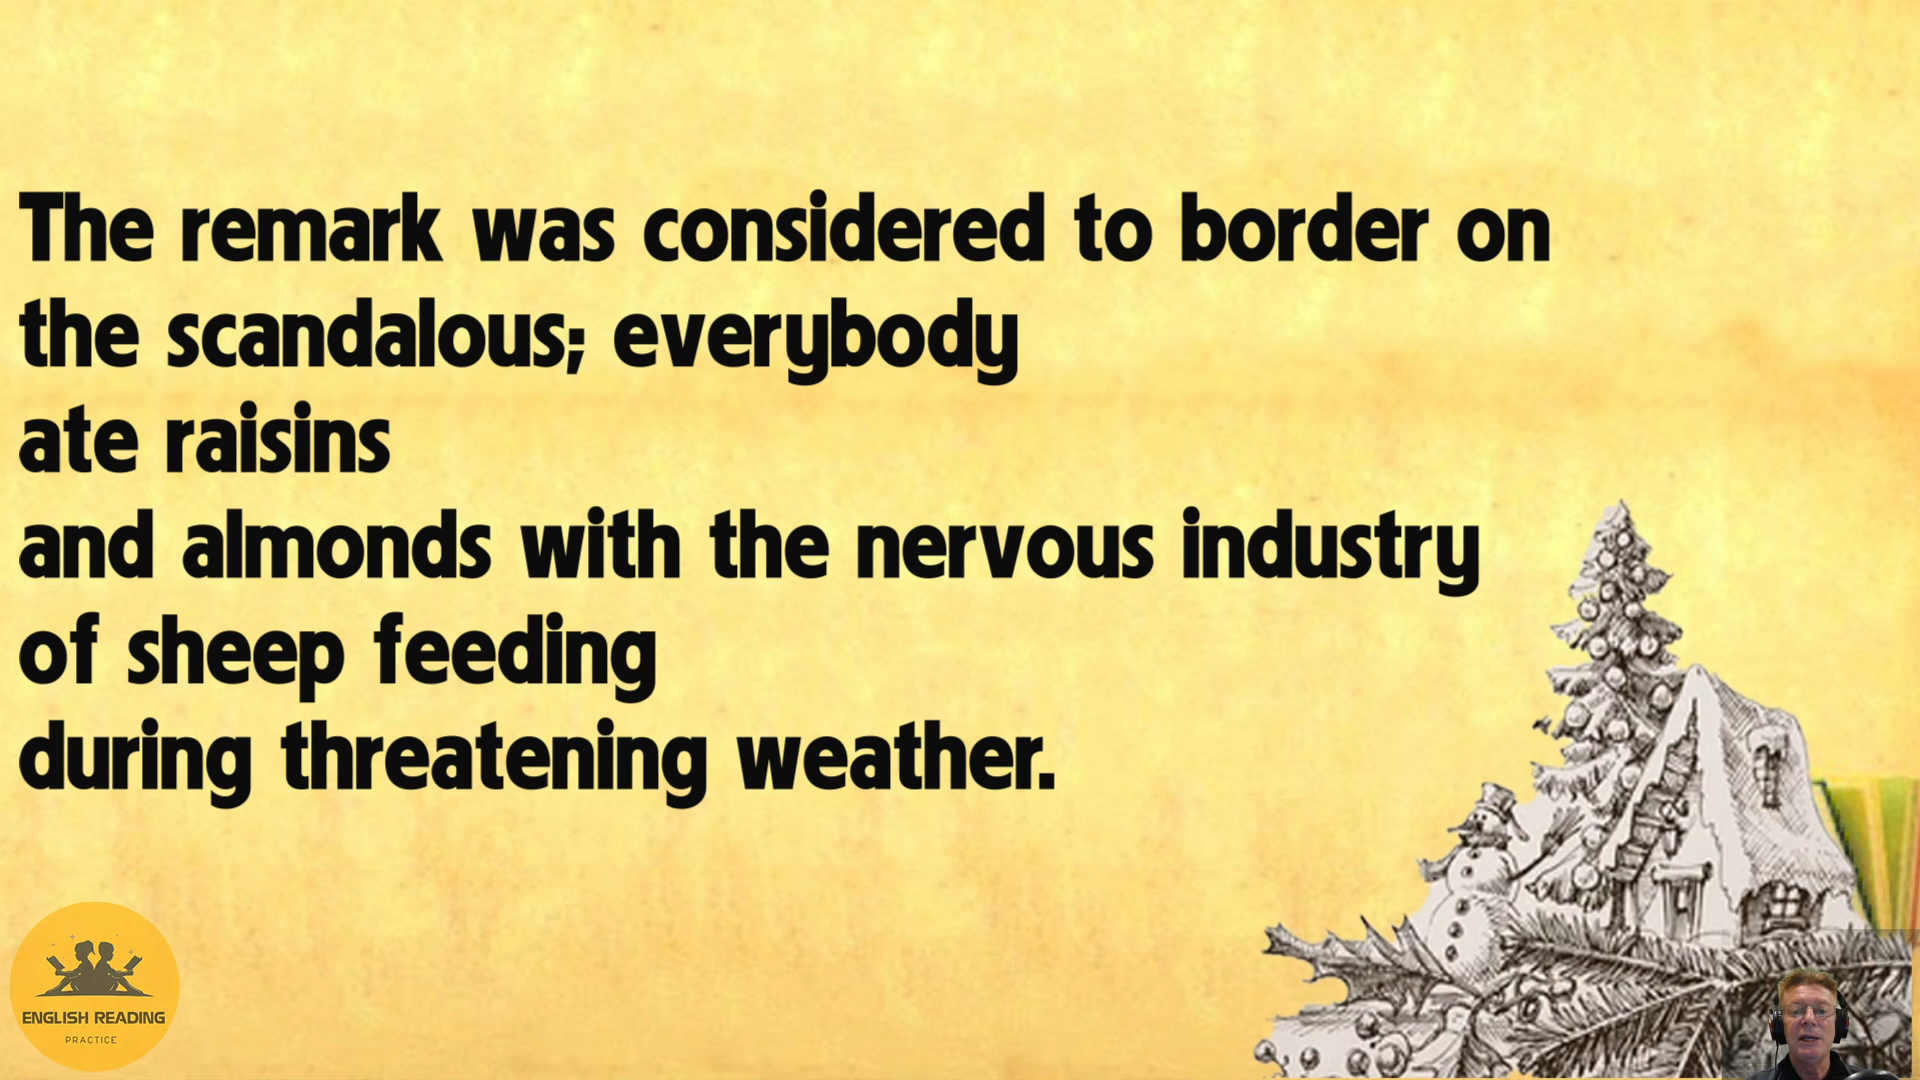 The remark was considered to border on
the scandalous; everybody
ate raisins
and almonds with the nervous industry
of sheep feeding
during threatening weather.
ENGLISH READING
PRACTICE